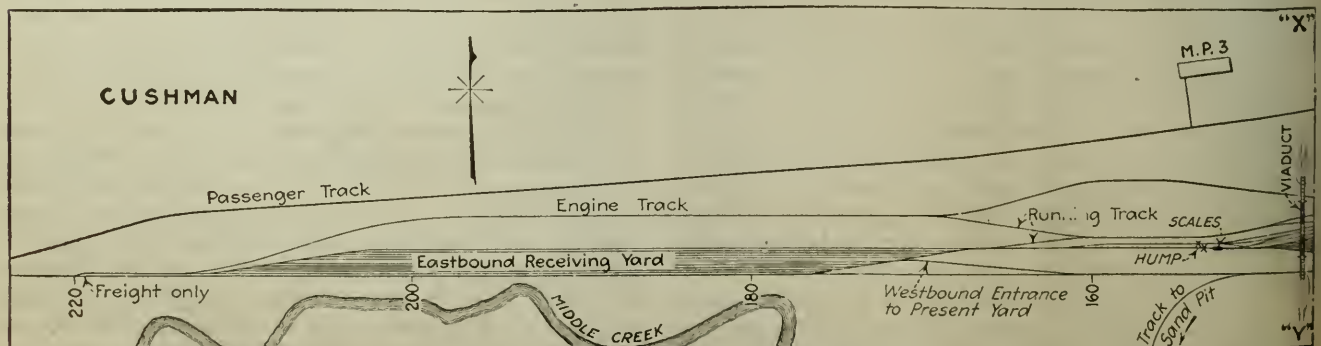 "X"
M.P. 3
CUSHMAN
VIADUCT
Passenger Track
Engine Track
Track
SCALES
Eastbound Receiving Yard
HUMP
220
Freight only
200
180
160
MIDDLE CREEK
Westbound Entrance
to Present Yard
Track to
Sand Pit
"Y"